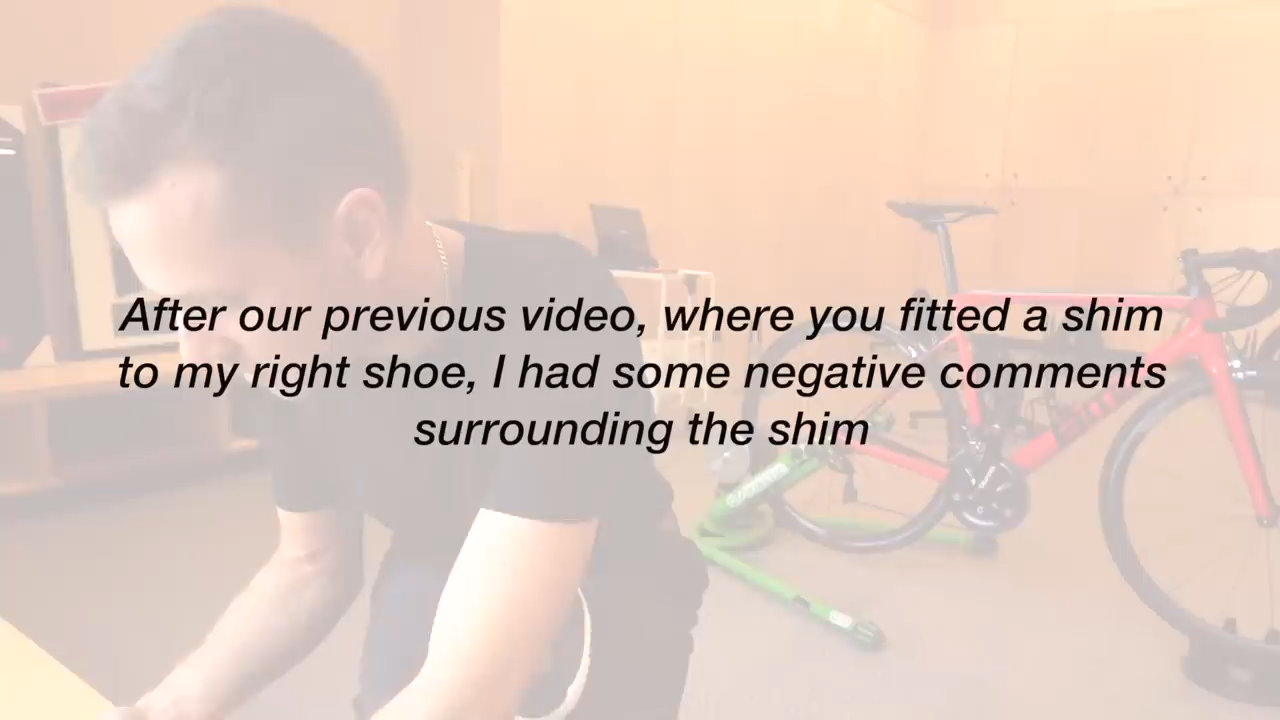 After our previous video, where you fitted a shim
to my right shoe, I had some negative comments
surrounding the shim